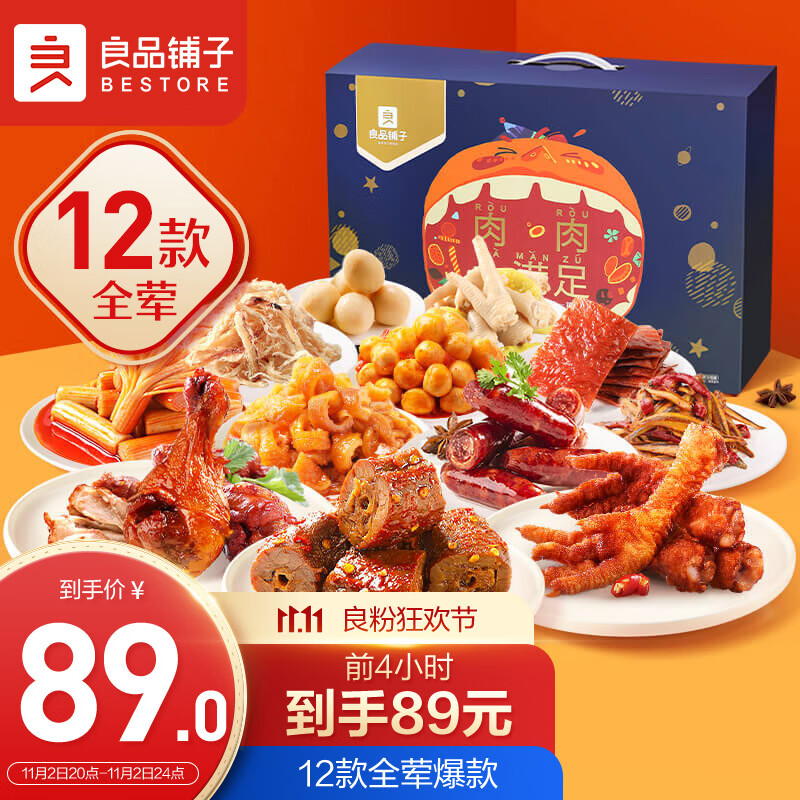 良品铺子
BESTORE
良品铺子
12款
全荤
RÒU RÒU
肉·肉
MĂN ZÚ
满足
到手价¥
89.0
11月2日20点-11月2日24点
11.11 良粉狂欢节
前4小时
到手89元
12款全荤爆款